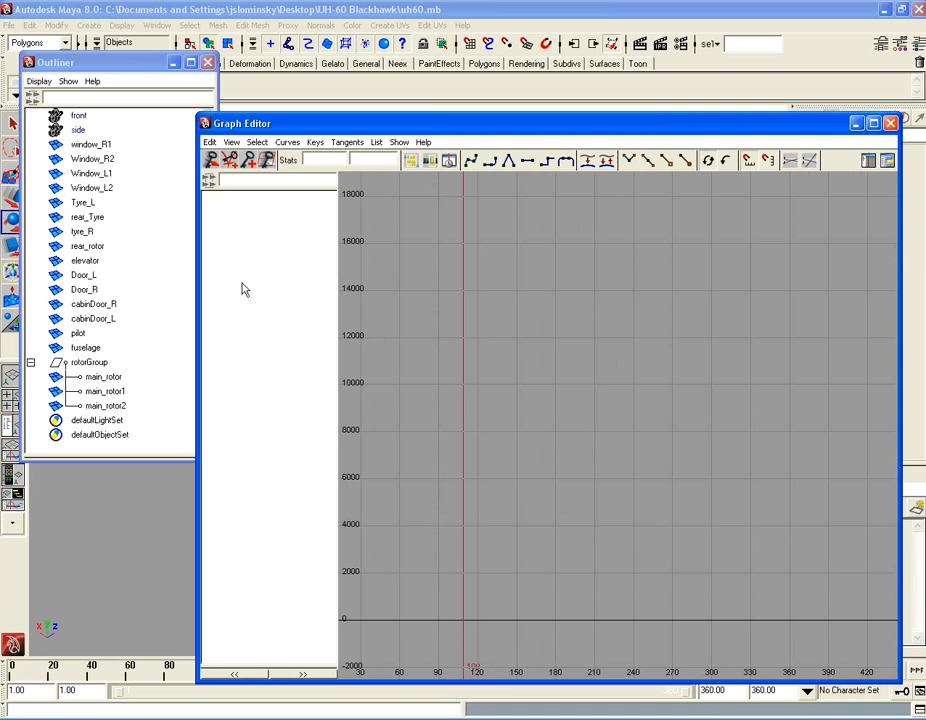 Autodesk Maya 8.0: C:\Documents and Settings\jslominsky\Desktop\UH-60 Blackhawk\uh60.mb
File Edit Modify Create Display Window Select Mesh Edit Mesh Proxy Normals Color Create UVs Edit UVs Help
Polygons Objects sel
Outliner Deformation Dynamics Gelato General Neex PaintEffects Polygons Rendering Subdivs Surfaces Toon
Display Show Help
front
side
window_R1
Window_R2
Window_L1
Window_L2
Tyre_L
rear_Tyre
tyre_R
rear_rotor
elevator
Door_L
Door_R
cabinDoor_R
cabinDoor_L
pilot
fuselage
rotorGroup
main_rotor
main_rotor1
main_rotor2
defaultLightSet
defaultObjectSet
Graph Editor
Edit View Select Curves Keys Tangents List Show Help
Stats
18000
16000
14000
12000
10000
8000
6000
4000
2000
0
-2000
30 60 90 109 120 150 180 210 240 270 300 330 360 390 420
<< >>
x y z
0 20 40 60 80
1.00 1.00 360 360.00 360.00 No Character Set